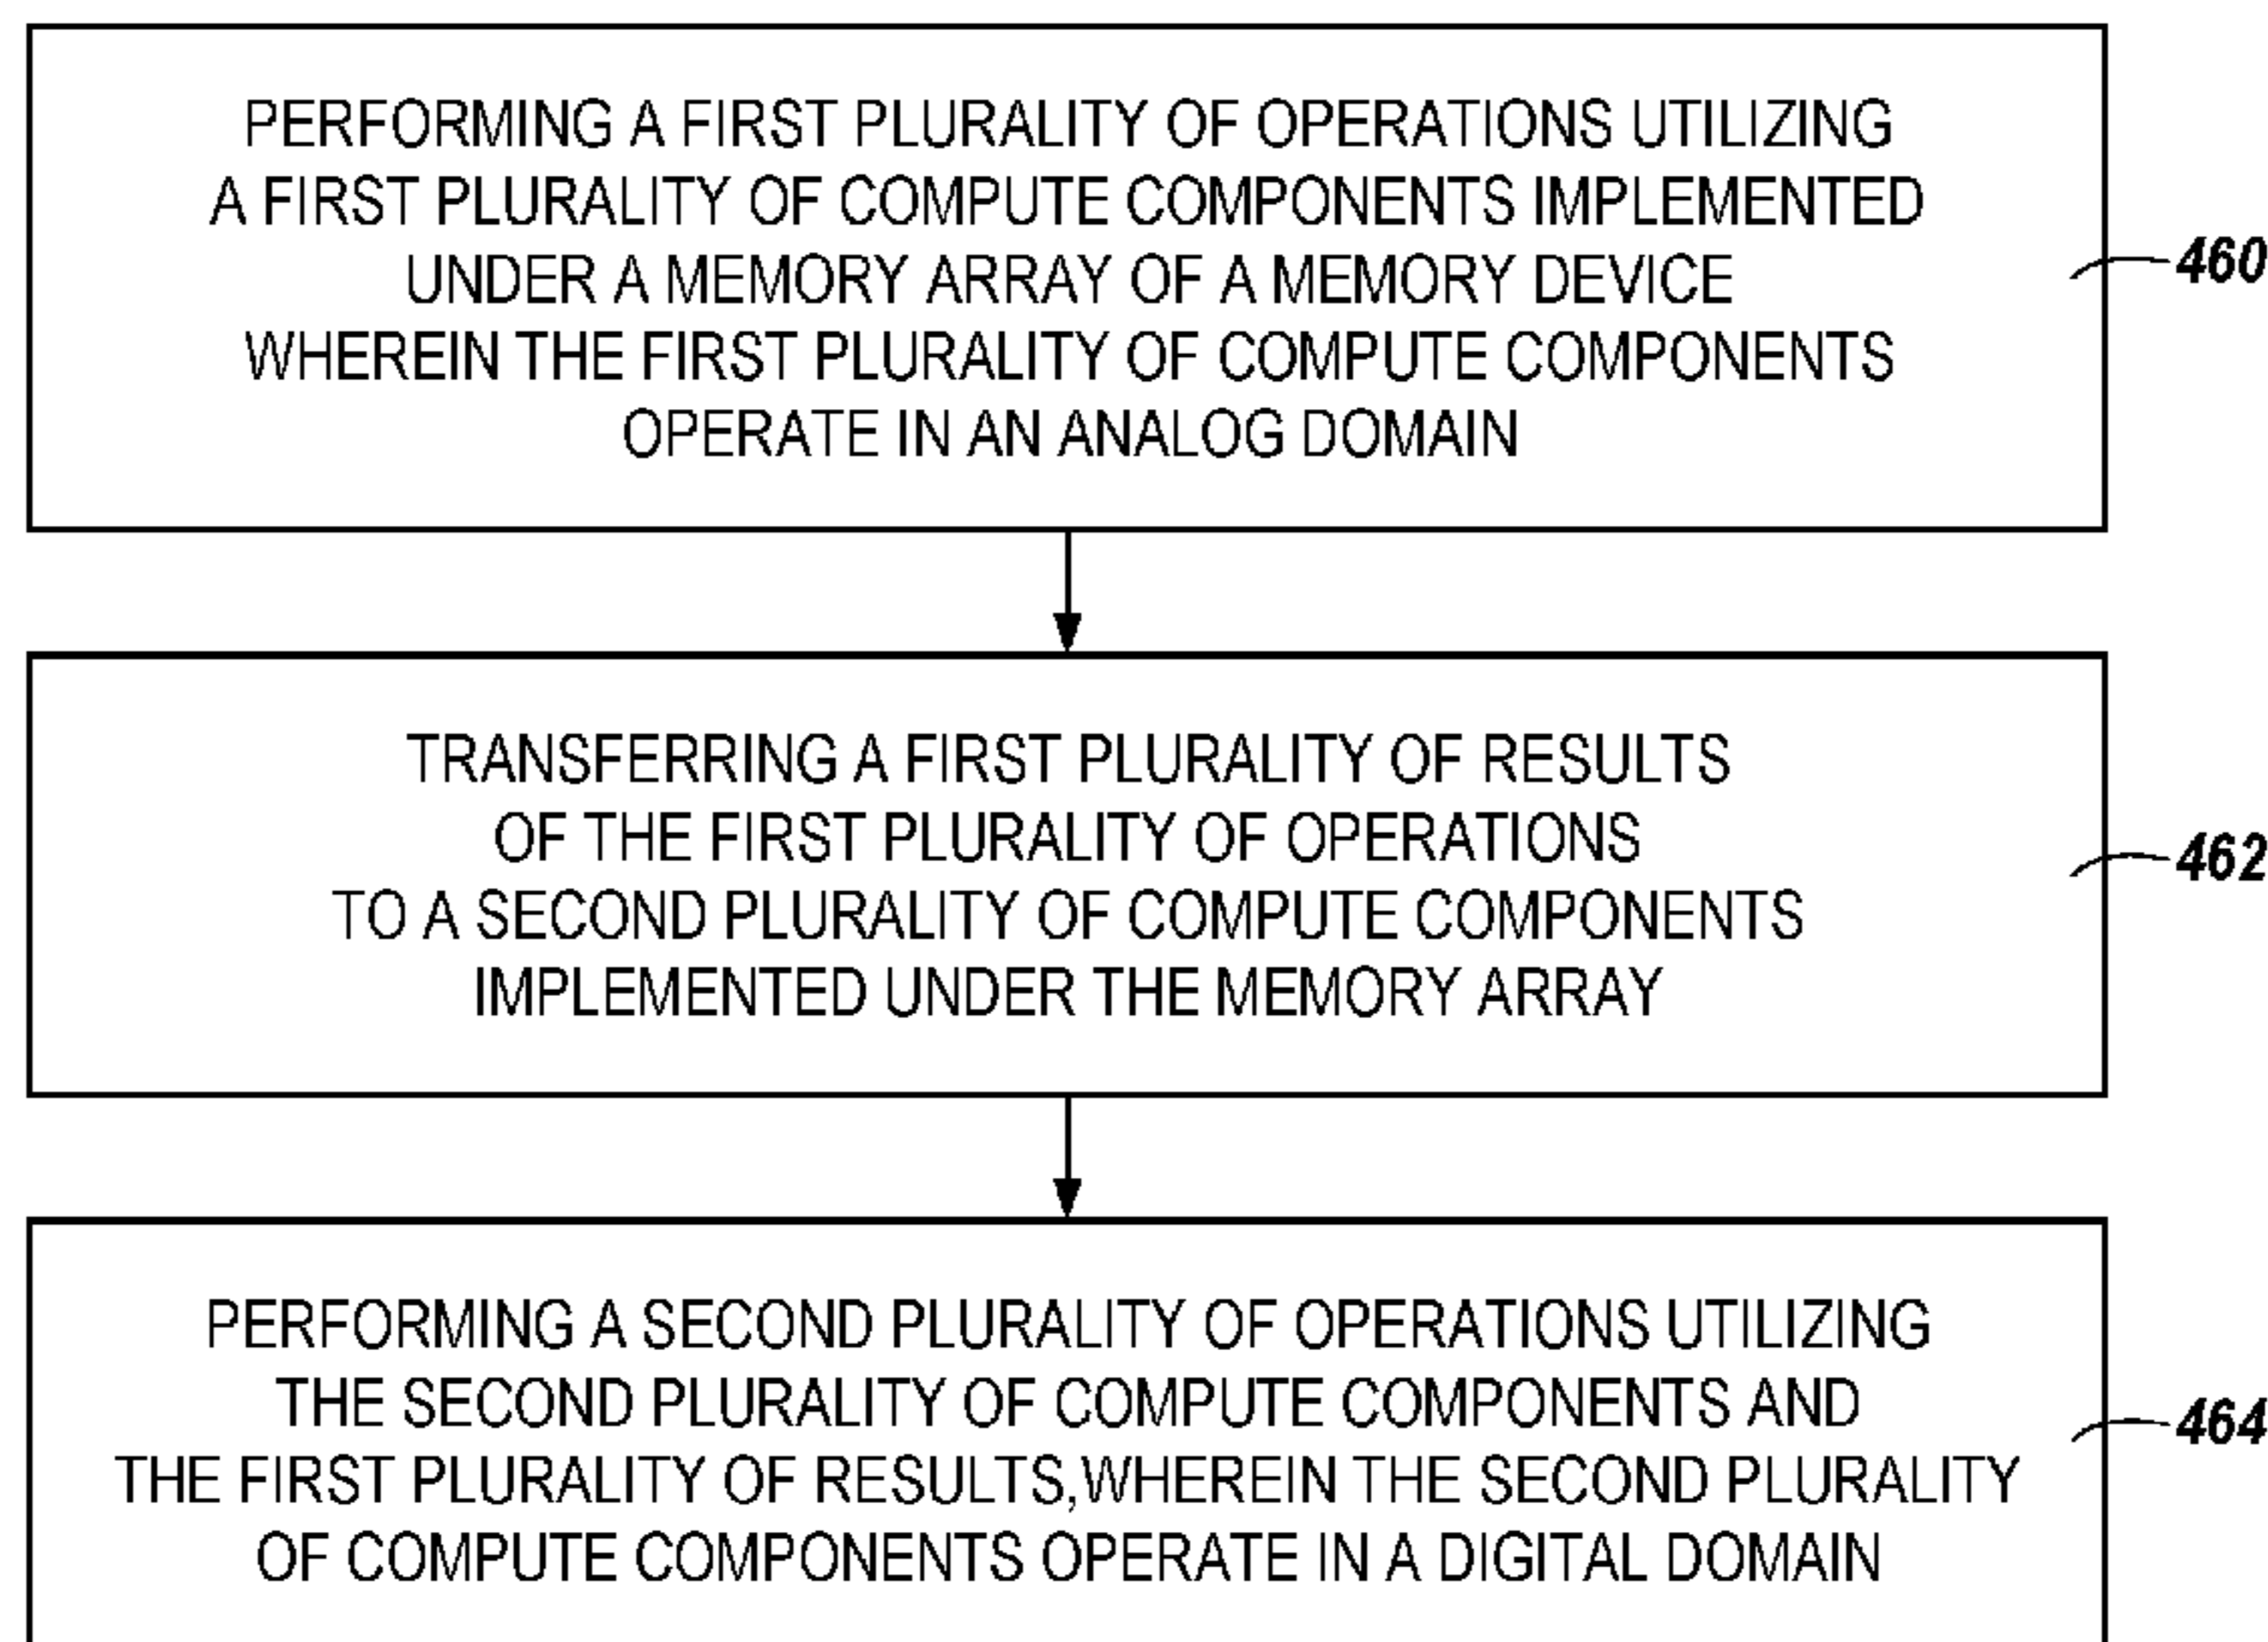 PERFORMING A FIRST PLURALITY OF OPERATIONS UTILIZING
A FIRST PLURALITY OF COMPUTE COMPONENTS IMPLEMENTED
UNDER A MEMORY ARRAY OF A MEMORY DEVICE
WHEREIN THE FIRST PLURALITY OF COMPUTE COMPONENTS
OPERATE IN AN ANALOG DOMAIN
460
TRANSFERRING A FIRST PLURALITY OF RESULTS
OF THE FIRST PLURALITY OF OPERATIONS
TO A SECOND PLURALITY OF COMPUTE COMPONENTS
IMPLEMENTED UNDER THE MEMORY ARRAY
462
PERFORMING A SECOND PLURALITY OF OPERATIONS UTILIZING
THE SECOND PLURALITY OF COMPUTE COMPONENTS AND
THE FIRST PLURALITY OF RESULTS,WHEREIN THE SECOND PLURALITY
OF COMPUTE COMPONENTS OPERATE IN A DIGITAL DOMAIN
464